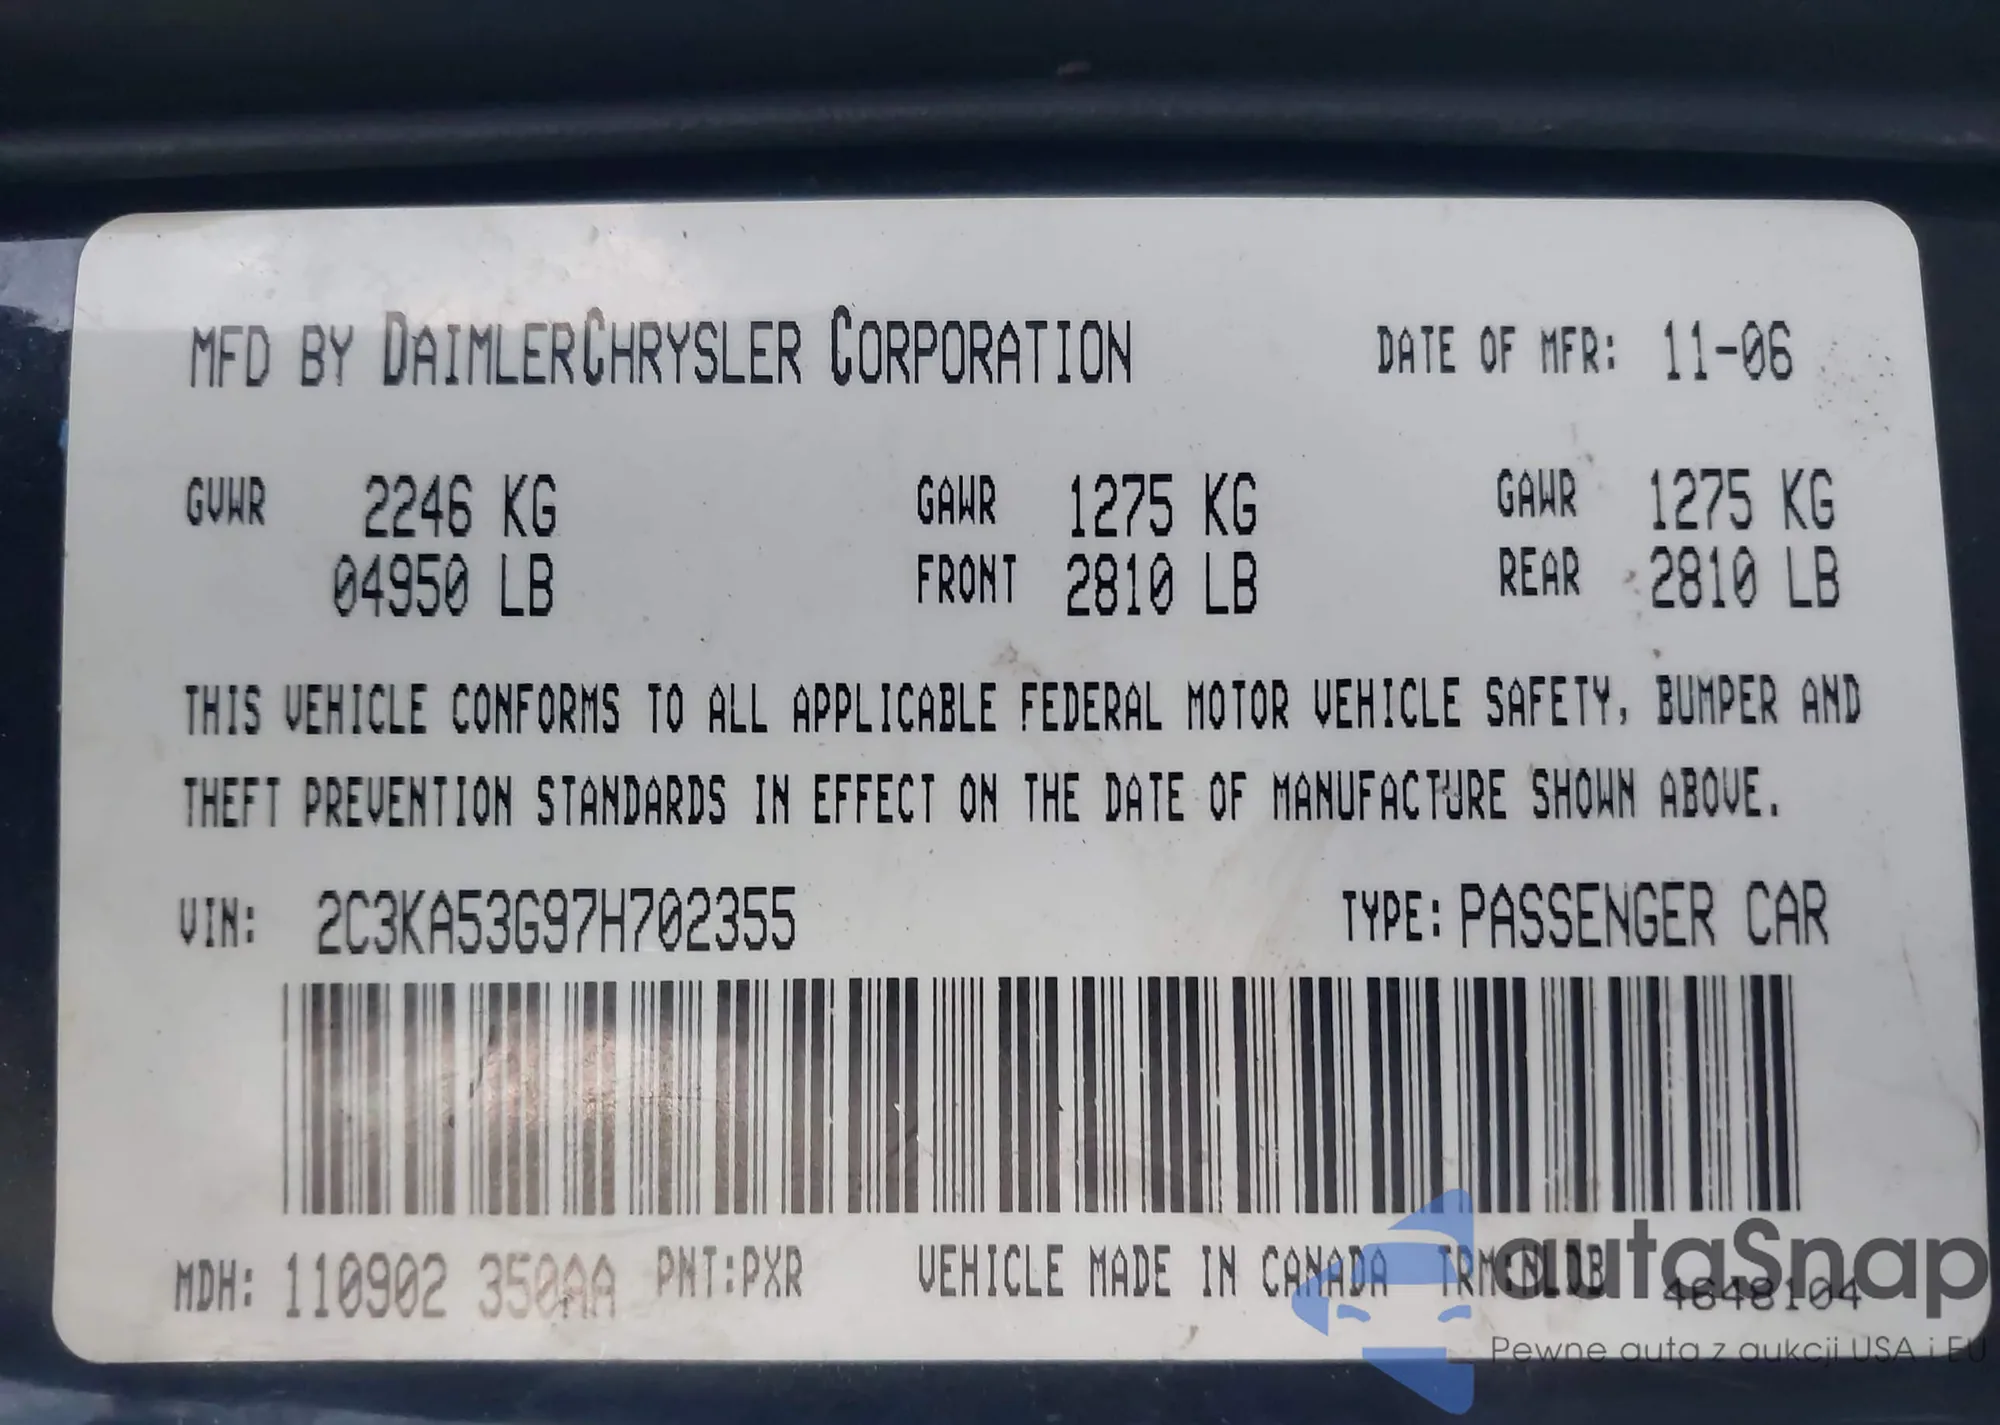 MFD BY DAIMLERCHRYSLER CORPORATION DATE OF MFR: 11-06
GVWR 2246 KG GAWR 1275 KG GAWR 1275 KG
04950 LB FRONT 2810 LB REAR 2810 LB
THIS VEHICLE CONFORMS TO ALL APPLICABLE FEDERAL MOTOR VEHICLE SAFETY, BUMPER AND
THEFT PREVENTION STANDARDS IN EFFECT ON THE DATE OF MANUFACTURE SHOWN ABOVE.
VIN: 2C3KA53G97H702355 TYPE: PASSENGER CAR
MDH: 110902 350AA PNT:PXR VEHICLE MADE IN CANADA TRM:NLDB 4648104
autaSnap
Pewne auta z aukcji USA i EU